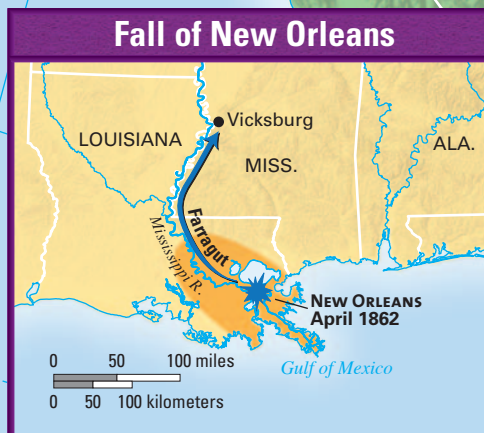 Fall of New Orleans
Vicksburg
LOUISIANA
ALA.
MISS.
Farragut
Mississippi R.
NEW ORLEANS
April 1862
0 50 100 miles
Gulf of Mexico
0 50 100 kilometers